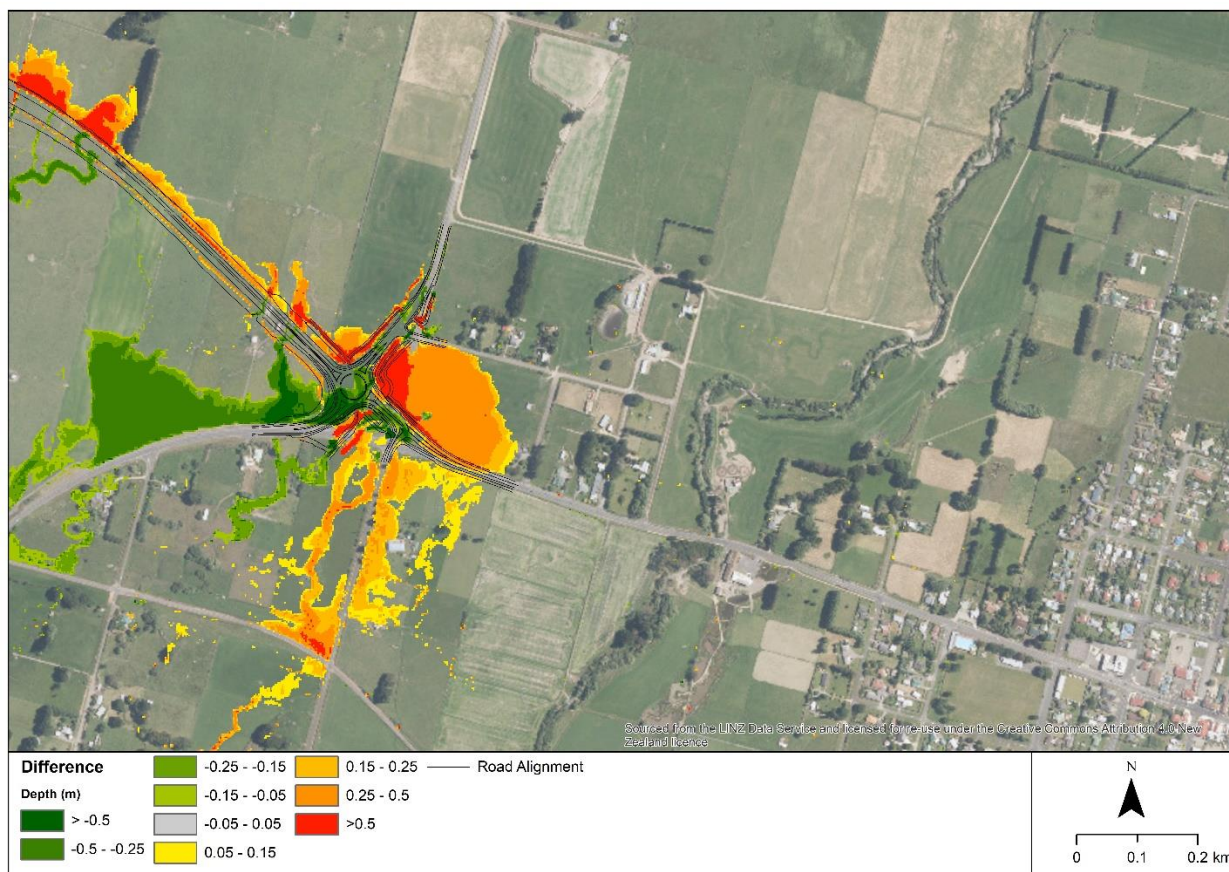 Sourced from the LINZ Data Service and licensed for re-use under the Creative Commons Attribution 4.0 New
Zealand licence
Difference
Depth (m)
> -0.5
-0.5 - -0.25
-0.25 - -0.15
-0.15 - -0.05
-0.05 - 0.05
0.05 - 0.15
0.15 - 0.25
0.25 - 0.5
>0.5
Road Alignment
N
0 0.1 0.2 km